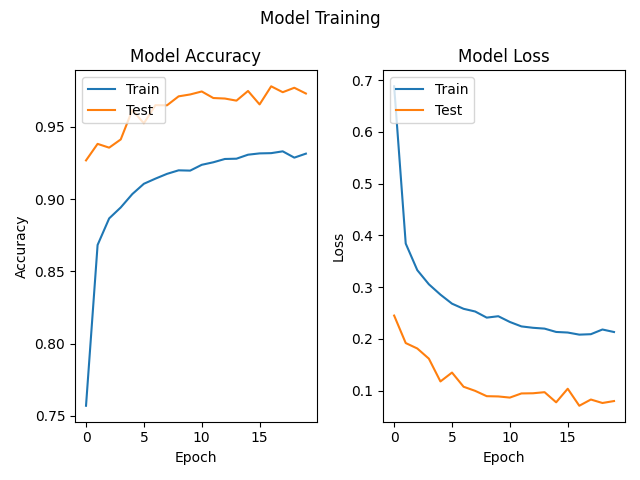 Model Training
Model Accuracy
Train
Test
0.95
0.90
0.85
0.80
0.75
Accuracy
0
5
10
15
Epoch
Model Loss
Train
Test
0.7
0.6
0.5
0.4
0.3
0.2
0.1
Loss
0
5
10
15
Epoch